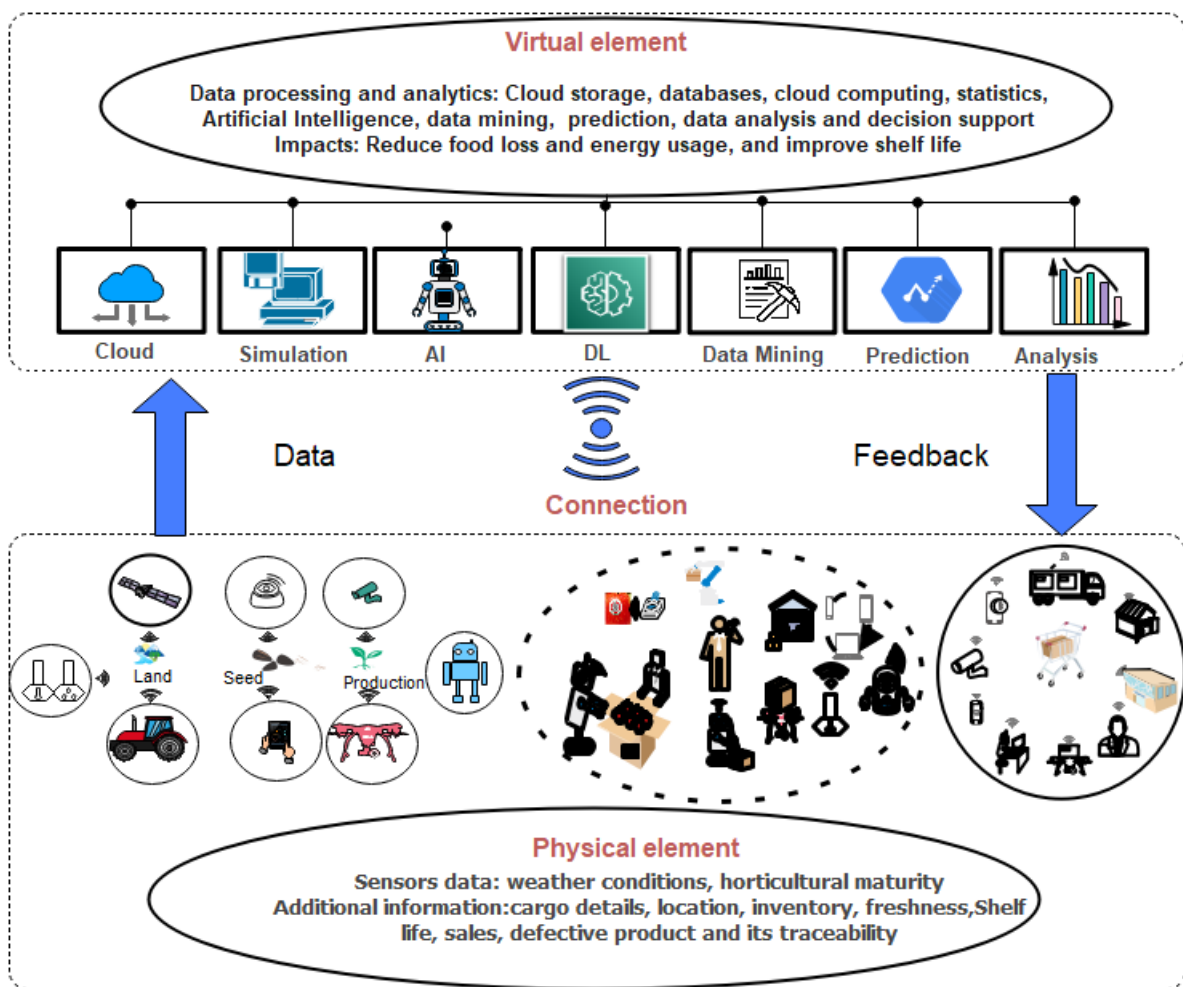 Virtual element
Data processing and analytics: Cloud storage, databases, cloud computing, statistics,
Artificial Intelligence, data mining, prediction, data analysis and decision support
Impacts: Reduce food loss and energy usage, and improve shelf life
Cloud
Simulation
AI
DL
Data Mining
Prediction
Analysis
Data
Feedback
Connection
Land
Seed
Production
Physical element
Sensors data: weather conditions, horticultural maturity
Additional information:cargo details, location, inventory, freshness,Shelf
life, sales, defective product and its traceability